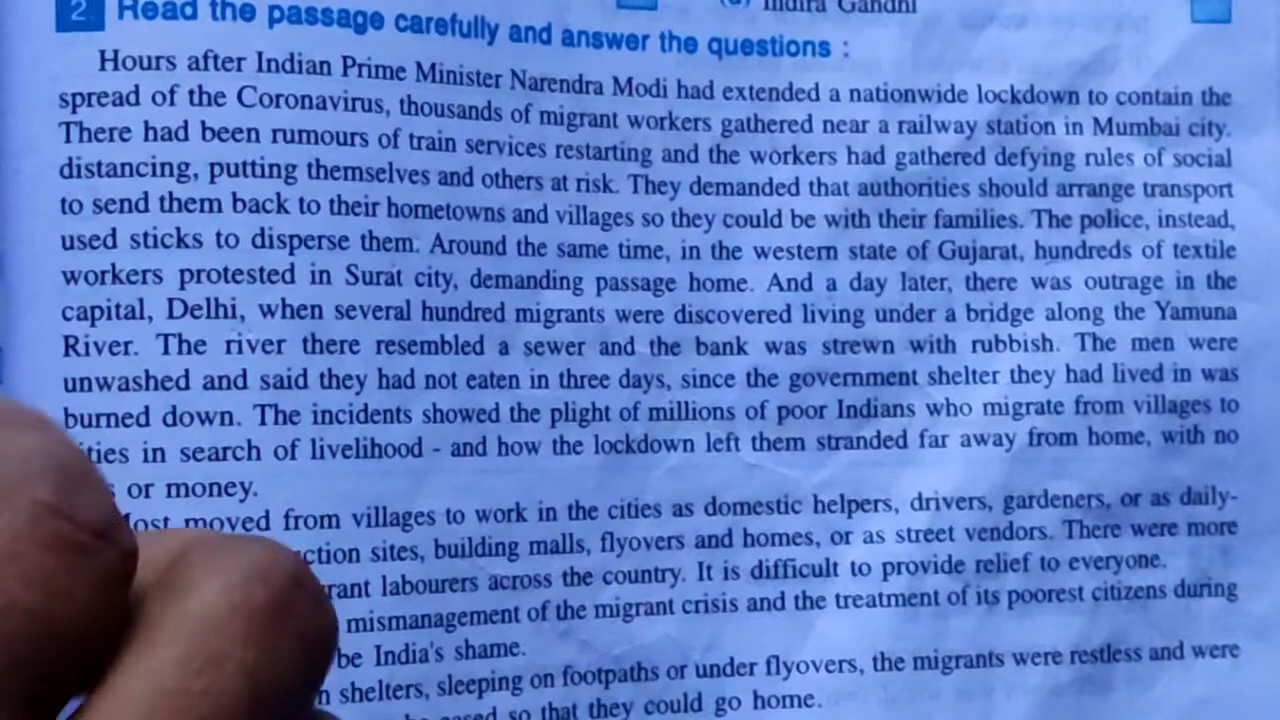 Indira Gandhi
2. Read the passage carefully and answer the questions :
Hours after Indian Prime Minister Narendra Modi had extended a nationwide lockdown to contain the
spread of the Coronavirus, thousands of migrant workers gathered near a railway station in Mumbai city.
There had been rumours of train services restarting and the workers had gathered defying rules of social
distancing, putting themselves and others at risk. They demanded that authorities should arrange transport
to send them back to their hometowns and villages so they could be with their families. The police, instead,
used sticks to disperse them. Around the same time, in the western state of Gujarat, hundreds of textile
workers protested in Surat city, demanding passage home. And a day later, there was outrage in the
capital, Delhi, when several hundred migrants were discovered living under a bridge along the Yamuna
River. The river there resembled a sewer and the bank was strewn with rubbish. The men were
unwashed and said they had not eaten in three days, since the government shelter they had lived in was
burned down. The incidents showed the plight of millions of poor Indians who migrate from villages to
in search of livelihood - and how the lockdown left them stranded far away from home, with no
or money.
moved from villages to work in the cities as domestic helpers, drivers, gardeners, or as daily-
sites, building malls, flyovers and homes, or as street vendors. There were more
labourers across the country. It is difficult to provide relief to everyone.
mismanagement of the migrant crisis and the treatment of its poorest citizens during
be India's shame.
shelters, sleeping on footpaths or under flyovers, the migrants were restless and were
so that they could go home.